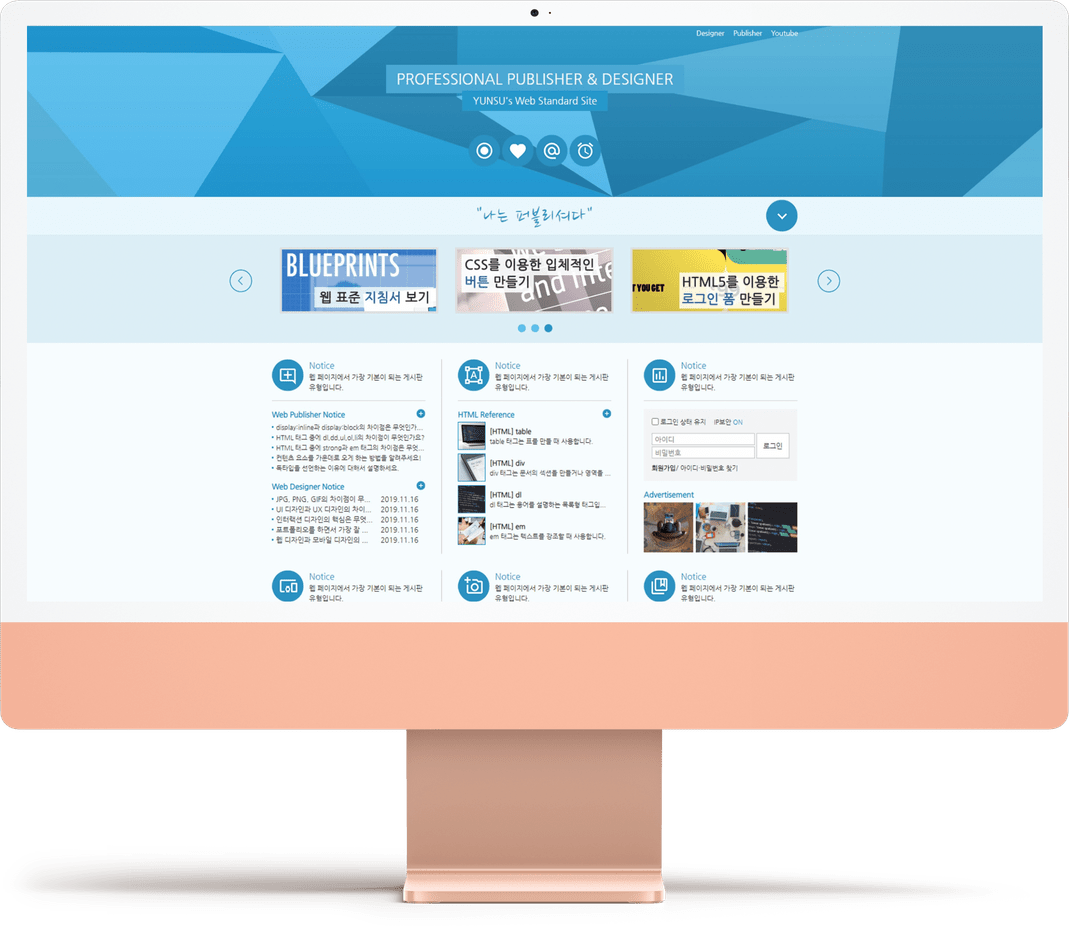 Designer Publisher Youtube
PROFESSIONAL PUBLISHER & DESIGNER
YUNSU's Web Standard Site
"나는 퍼블리셔다"
BLUEPRINTS
웹 표준 지침서 보기
CSS를 이용한 입체적인
버튼 만들기
and inte
T YOU GET
HTML5를 이용한
로그인 폼 만들기
Notice
웹 페이지에서 가장 기본이 되는 게시판
유형입니다.
Web Publisher Notice
display:inline과 display:block의 차이점은 무엇인가...
HTML 태그 중에 dl,dd,ul,ol,li의 차이점이 무엇인가요?
HTML 태그 중에 strong과 em 태그의 차이점은 무엇...
컨텐츠 요소를 가운데로 오게 하는 방법을 알려주세요!
독타입을 선언하는 이유에 대해서 설명하세요.
Web Designer Notice
JPG, PNG, GIF의 차이점이 무... 2019.11.16
UI 디자인과 UX 디자인의 차이... 2019.11.16
인터랙션 디자인의 핵심은 무엇... 2019.11.16
포트폴리오를 하면서 가장 잘 ... 2019.11.16
웹 디자인과 모바일 디자인의 ... 2019.11.16
Notice
웹 페이지에서 가장 기본이 되는 게시판
유형입니다.
HTML Reference
[HTML] table
table 태그는 표를 만들 때 사용합니다.
[HTML] div
div 태그는 문서의 섹션을 만들거나 영역을 ...
[HTML] dl
dl 태그는 용어를 설명하는 목록형 태그입...
[HTML] em
em 태그는 텍스트를 강조할 때 사용합니다.
Notice
웹 페이지에서 가장 기본이 되는 게시판
유형입니다.
로그인 상태 유지 IP보안 ON
아이디
비밀번호
로그인
회원가입/ 아이디·비밀번호 찾기
Advertisement
Notice
웹 페이지에서 가장 기본이 되는 게시판
유형입니다.
Notice
웹 페이지에서 가장 기본이 되는 게시판
유형입니다.
Notice
웹 페이지에서 가장 기본이 되는 게시판
유형입니다.